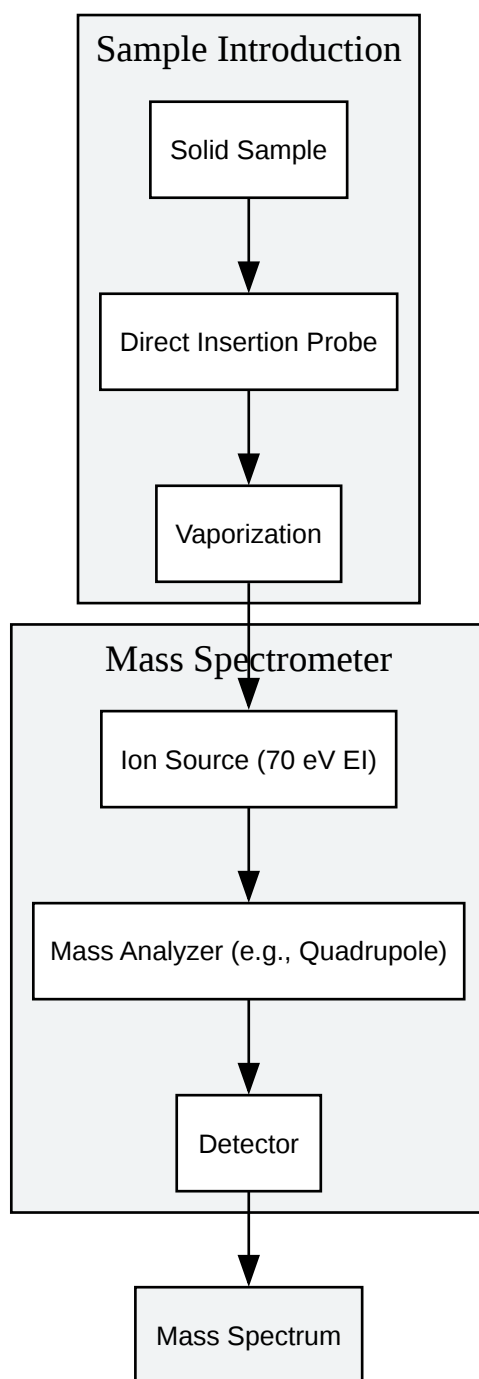 Sample Introduction
Solid Sample
Direct Insertion Probe
Vaporization
Mass Spectrometer
Ion Source (70 eV EI)
Mass Analyzer (e.g., Quadrupole)
Detector
Mass Spectrum